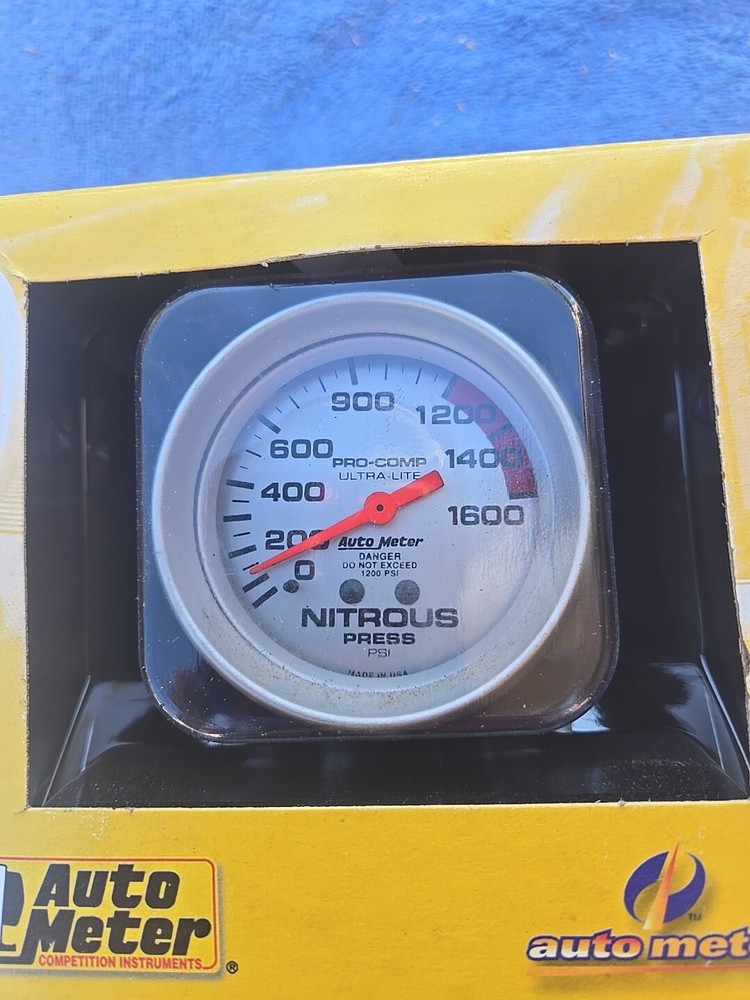 900
1200
600
1400
PRO-COMP
ULTRA-LITE
400
1600
200
Auto Meter
0
DANGER
DO NOT EXCEED
1200 PSI
NITROUS
PRESS
PSI
MADE IN USA
Auto
Meter
COMPETITION INSTRUMENTS
®
TM
auto met